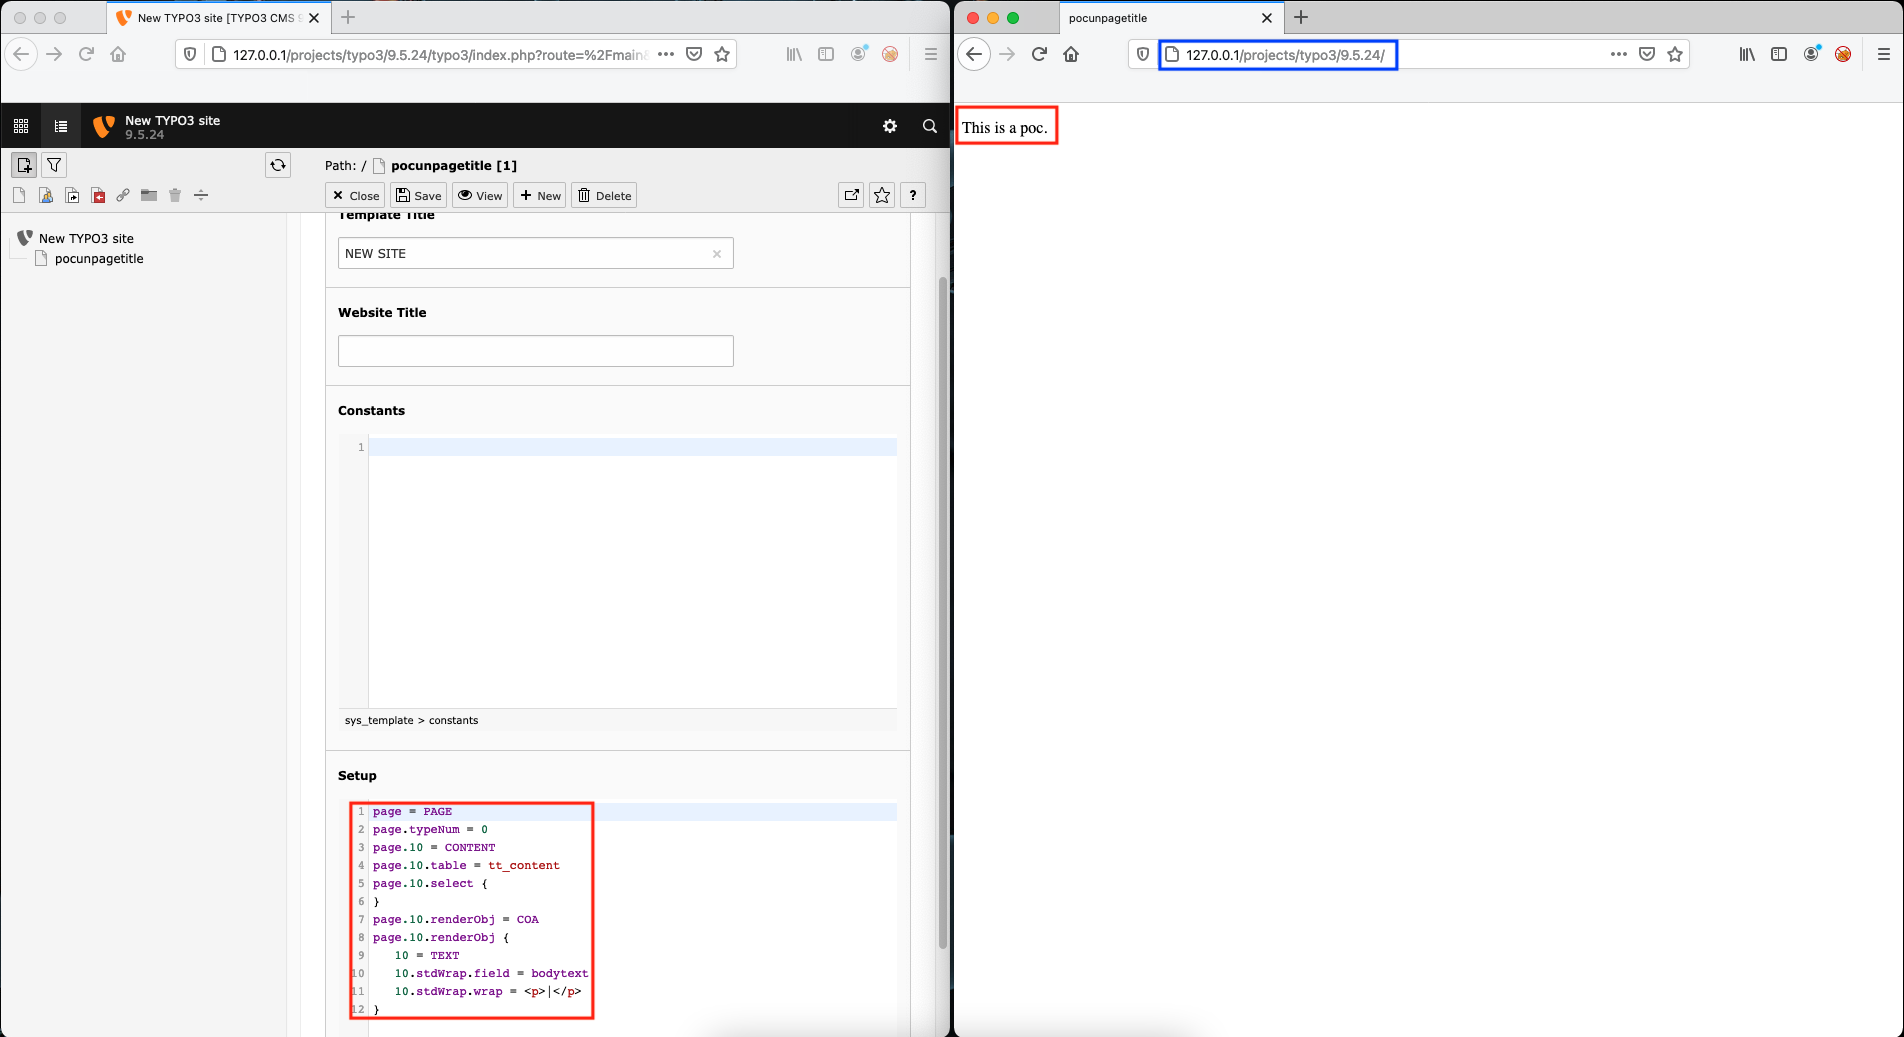 New TYPO3 site [TYPO3 CMS 9
127.0.0.1/projects/typo3/9.5.24/typo3/index.php?route=%2Fmain&
New TYPO3 site
9.5.24
Path: / pocunpagetitle [1]
Close Save View New Delete ?
New TYPO3 site
pocunpagetitle
Template Title
NEW SITE
Website Title
Constants
1
sys_template > constants
Setup
1 page = PAGE
2 page.typeNum = 0
3 page.10 = CONTENT
4 page.10.table = tt_content
5 page.10.select {
6 }
7 page.10.renderObj = COA
8 page.10.renderObj {
9 10 = TEXT
10 10.stdWrap.field = bodytext
11 10.stdWrap.wrap = <p>|</p>
12 }
pocunpagetitle
127.0.0.1/projects/typo3/9.5.24/
This is a poc.